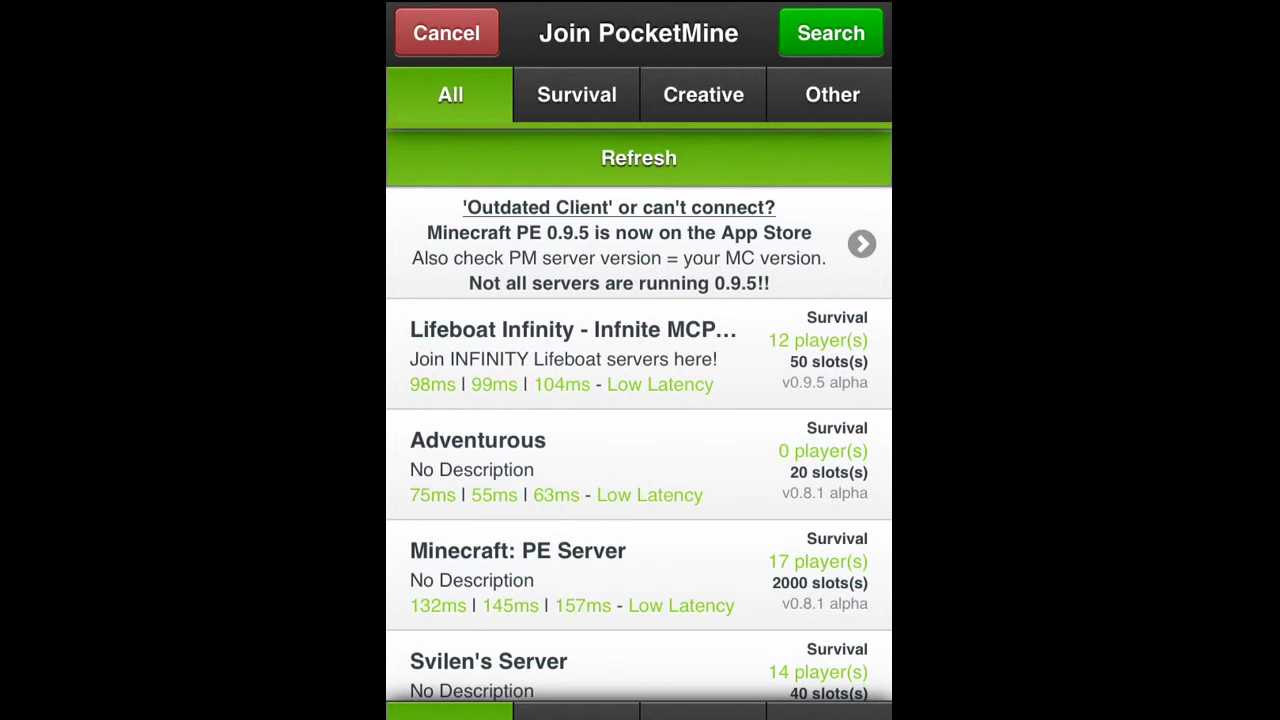 Cancel
Join PocketMine
Search
All
Survival
Creative
Other
Refresh
'Outdated Client' or can't connect?
Minecraft PE 0.9.5 is now on the App Store
Also check PM server version = your MC version.
Not all servers are running 0.9.5!!
Lifeboat Infinity - Infnite MCP...
Join INFINITY Lifeboat servers here!
98ms | 99ms | 104ms - Low Latency
Survival
12 player(s)
50 slots(s)
v0.9.5 alpha
Adventurous
No Description
75ms | 55ms | 63ms - Low Latency
Survival
0 player(s)
20 slots(s)
v0.8.1 alpha
Minecraft: PE Server
No Description
132ms | 145ms | 157ms - Low Latency
Survival
17 player(s)
2000 slots(s)
v0.8.1 alpha
Svilen's Server
No Description
Survival
14 player(s)
40 slots(s)